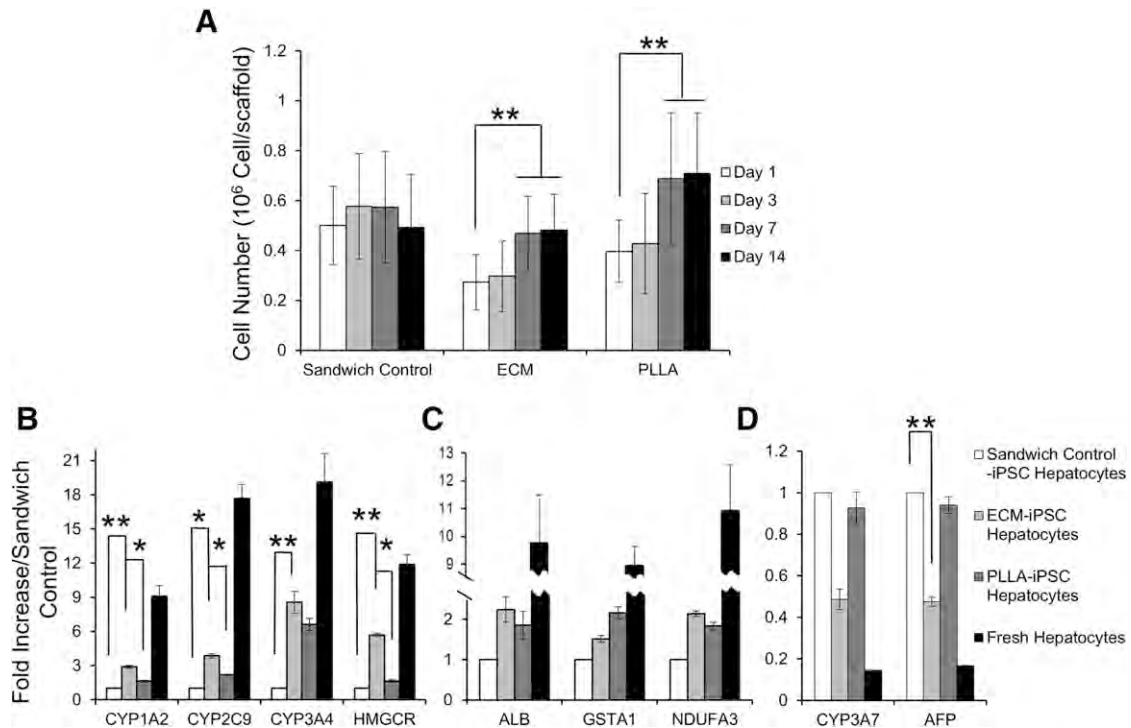 A
1.2
1
0.8
0.6
0.4
0.2
0
Cell Number (10⁶ Cell/scaffold)
**
**
Day 1
Day 3
Day 7
Day 14
Sandwich Control
ECM
PLLA
B
21
18
15
12
9
6
3
0
Fold Increase/Sandwich
Control
**
*
*
*
**
**
*
CYP1A2
CYP2C9
CYP3A4
HMGCR
C
13
12
11
10
9
2
1
0
ALB
GSTA1
NDUFA3
D
1.2
1
0.8
0.6
0.4
0.2
0
**
CYP3A7
AFP
Sandwich Control
-iPSC Hepatocytes
ECM-iPSC
Hepatocytes
PLLA-iPSC
Hepatocytes
Fresh Hepatocytes